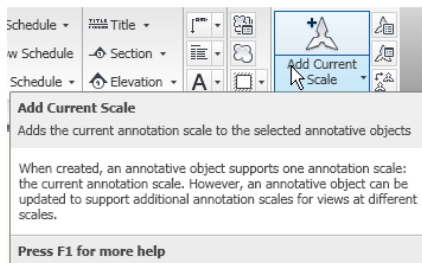 Schedule Title
w Schedule Section
Schedule Elevation A
Add Current
Scale
Add Current Scale
Adds the current annotation scale to the selected annotative objects
When created, an annotative object supports one annotation scale:
the current annotation scale. However, an annotative object can be
updated to support additional annotation scales for views at different
scales.
Press F1 for more help